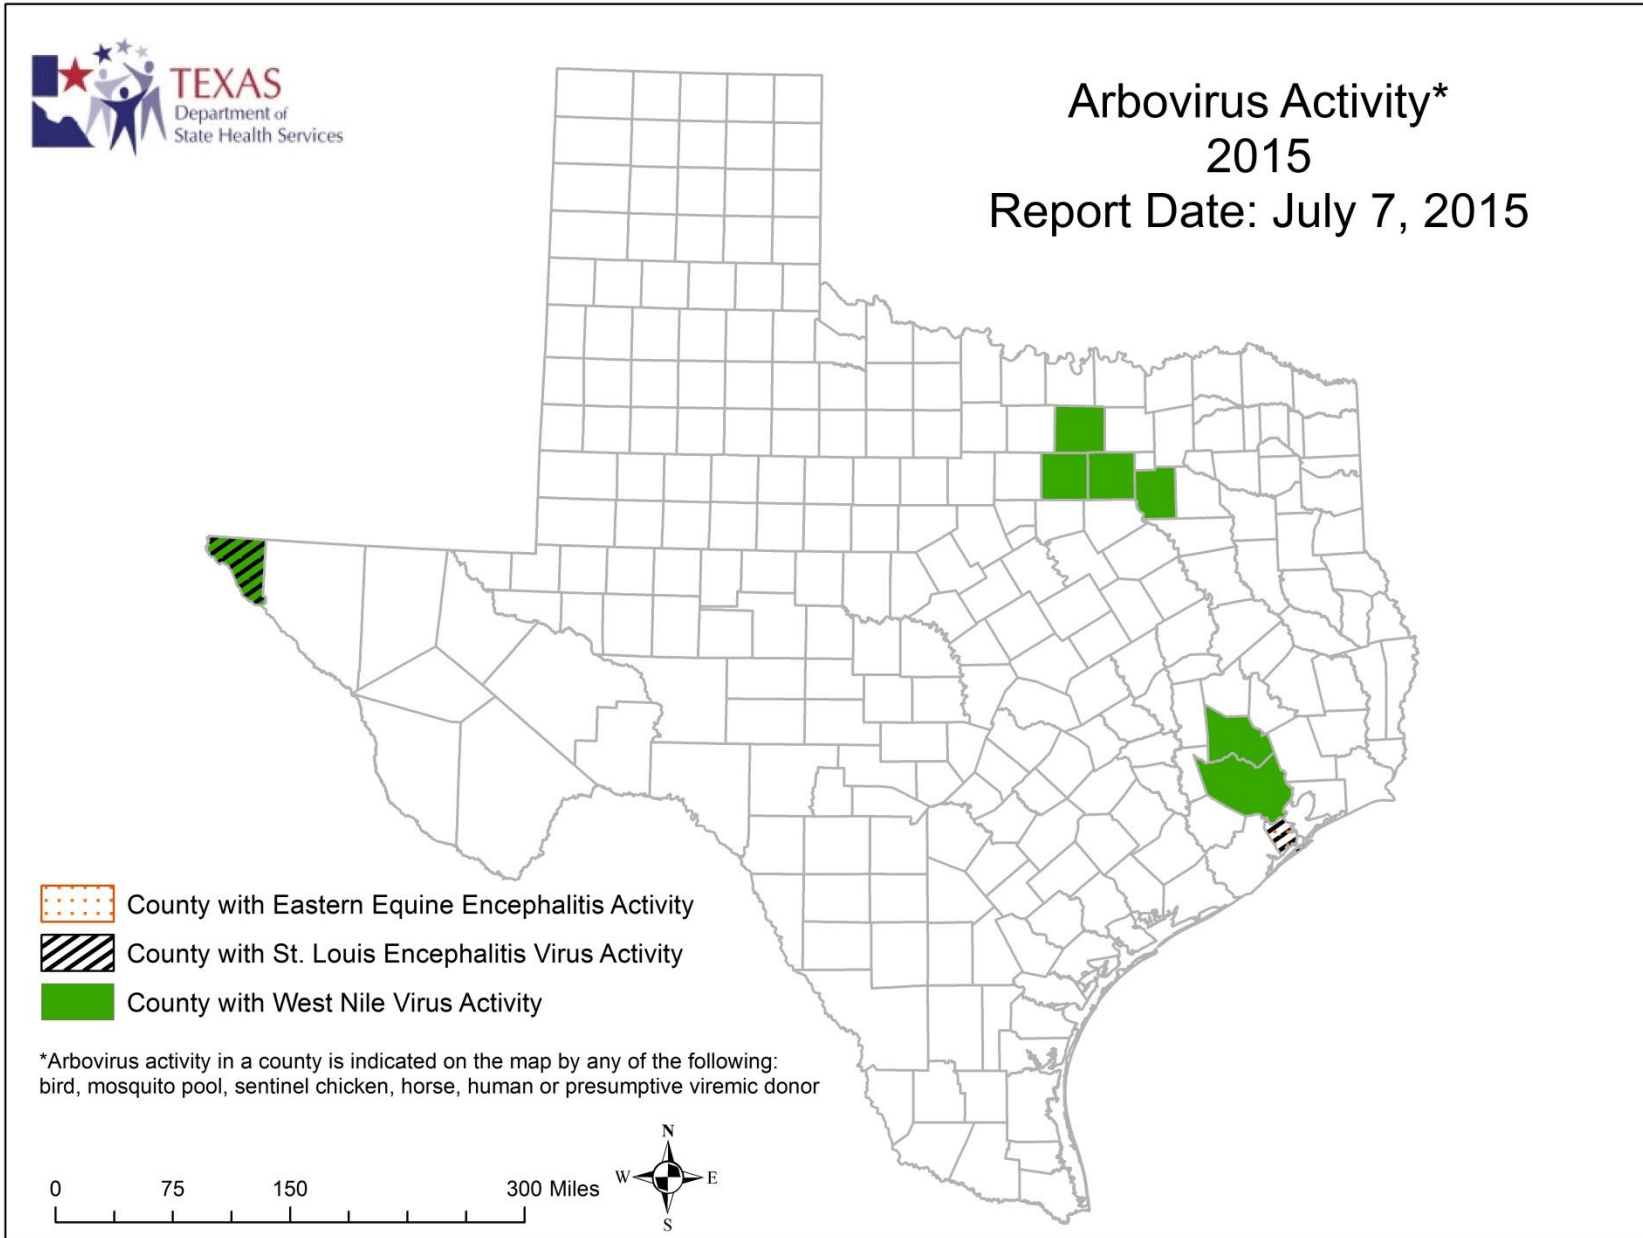 TEXAS
Department of
State Health Services
Arbovirus Activity*
2015
Report Date: July 7, 2015
County with Eastern Equine Encephalitis Activity
County with St. Louis Encephalitis Virus Activity
County with West Nile Virus Activity
*Arbovirus activity in a county is indicated on the map by any of the following:
bird, mosquito pool, sentinel chicken, horse, human or presumptive viremic donor
N
W E
S
0 75 150 300 Miles